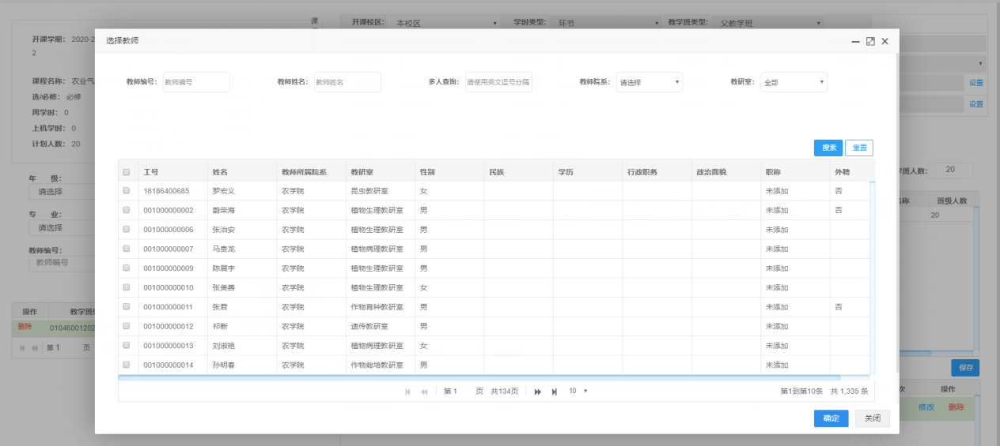 课
开课校区： 本校区 学时类型： 环节 教学班类型： 父教学班
开课学期： 2020-2
2
课程名称： 农业气
选/必修： 必修
周学时： 0
上机学时： 0
计划人数： 20
年 级：
请选择
专 业：
请选择
教师编号：
教师编号
操作 教学班
删除 01046001202
第 1 页
选择教师
教师编号： 教师编号 教师姓名： 教师姓名 多人查询： 请使用英文逗号分隔 教师院系： 请选择 教研室： 全部
搜索 重置
工号 姓名 教师所属院系 教研室 性别 民族 学历 行政职务 政治面貌 职称 外聘
18186400685 罗宏义 农学院 昆虫教研室 女 未添加 否
001000000002 蔚荣海 农学院 植物生理教研室 男 未添加 否
001000000006 张治安 农学院 植物生理教研室 男 未添加
001000000007 马贵龙 农学院 植物病理教研室 男 未添加
001000000009 陈展宇 农学院 植物生理教研室 男 未添加
001000000010 张美善 农学院 植物生理教研室 女 未添加
001000000011 张君 农学院 作物育种教研室 男 未添加 否
001000000012 祁新 农学院 遗传教研室 男 未添加
001000000013 刘淑艳 农学院 植物病理教研室 女 未添加
001000000014 孙明春 农学院 作物栽培教研室 男 未添加
第 1 页 共134页 10 第1到第10条 共 1,335 条
确定 关闭
设置
设置
学班人数： 20
名称 班级人数
20
保存
次 操作
修改 删除